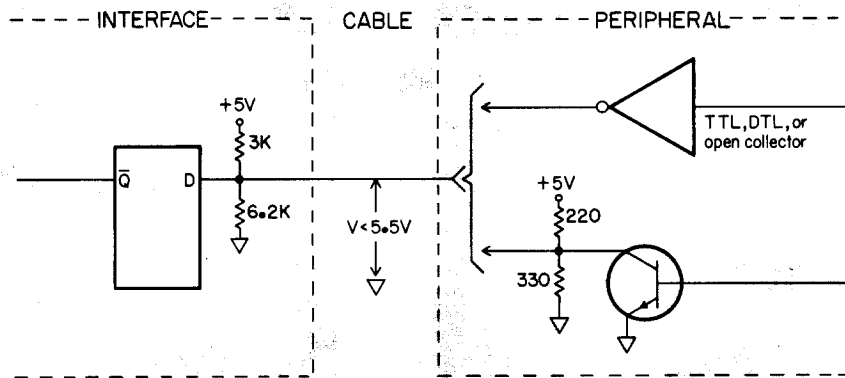 INTERFACE
CABLE
PERIPHERAL
+5V
3K
Q̅
D
6.2K
V<5.5V
TTL, DTL, or
open collector
+5V
220
330